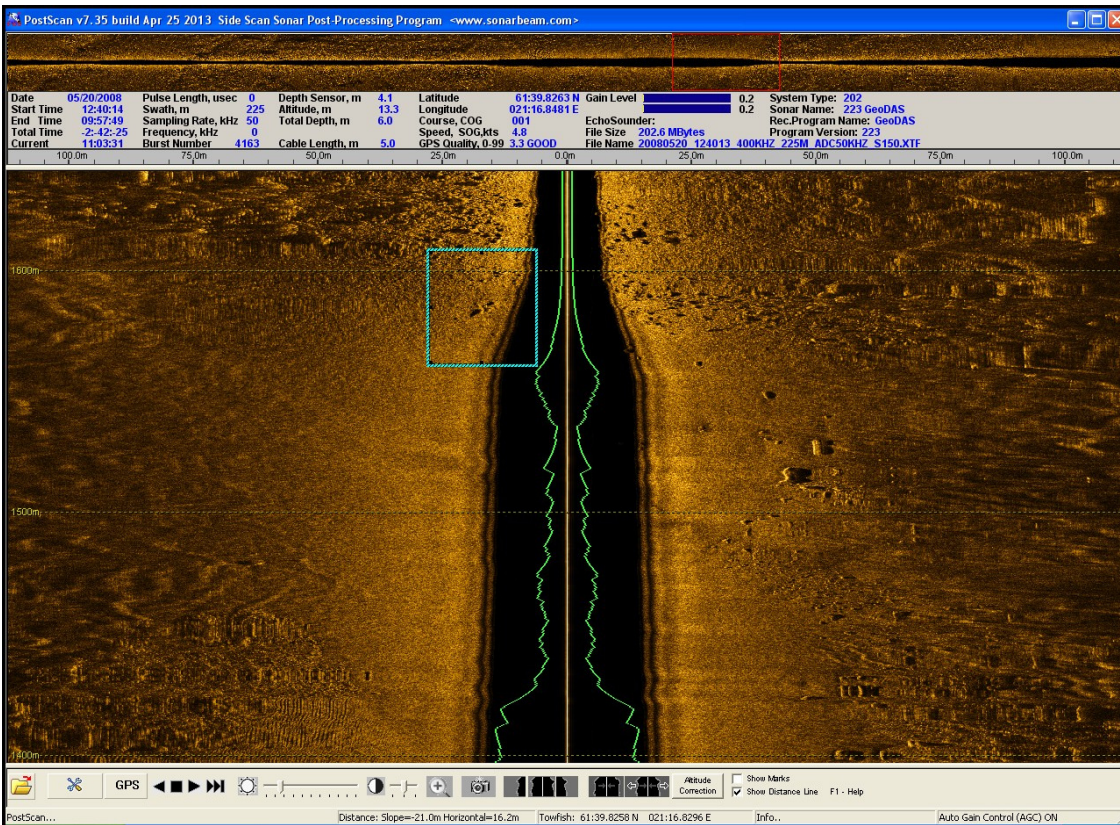 PostScan v7.35 build Apr 25 2013 Side Scan Sonar Post-Processing Program <www.sonarbeam.com>
Date 05/20/2008 Pulse Length, usec 0 Depth Sensor, m 4.1 Latitude 61:39.8263 N Gain Level 0.2 System Type: 202
Start Time 12:40:14 Swath, m 225 Altitude, m 13.3 Longitude 021:16.8481 E 0.2 Sonar Name: 223 GeoDAS
End Time 09:57:49 Sampling Rate, kHz 50 Total Depth, m 6.0 Course, COG 001 EchoSounder: Rec.Program Name: GeoDAS
Total Time -2:-42:-25 Frequency, kHz 0 Speed, SOG,kts 4.8 File Size 202.6 MBytes Program Version: 223
Current 11:03:31 Burst Number 4163 Cable Length, m 5.0 GPS Quality, 0-99 3.3 GOOD File Name 20080520_124013_400KHZ_225M_ADC50KHZ_S150.XTF
100.0m 75.0m 50.0m 25.0m 0.0m 25.0m 50.0m 75.0m 100.0m
1600m
1500m
1400m
GPS Altitude Correction Show Marks
Show Distance Line F1 - Help
PostScan... Distance: Slope=-21.0m Horizontal=16.2m Towfish: 61:39.8258 N 021:16.8296 E Info.. Auto Gain Control (AGC) ON